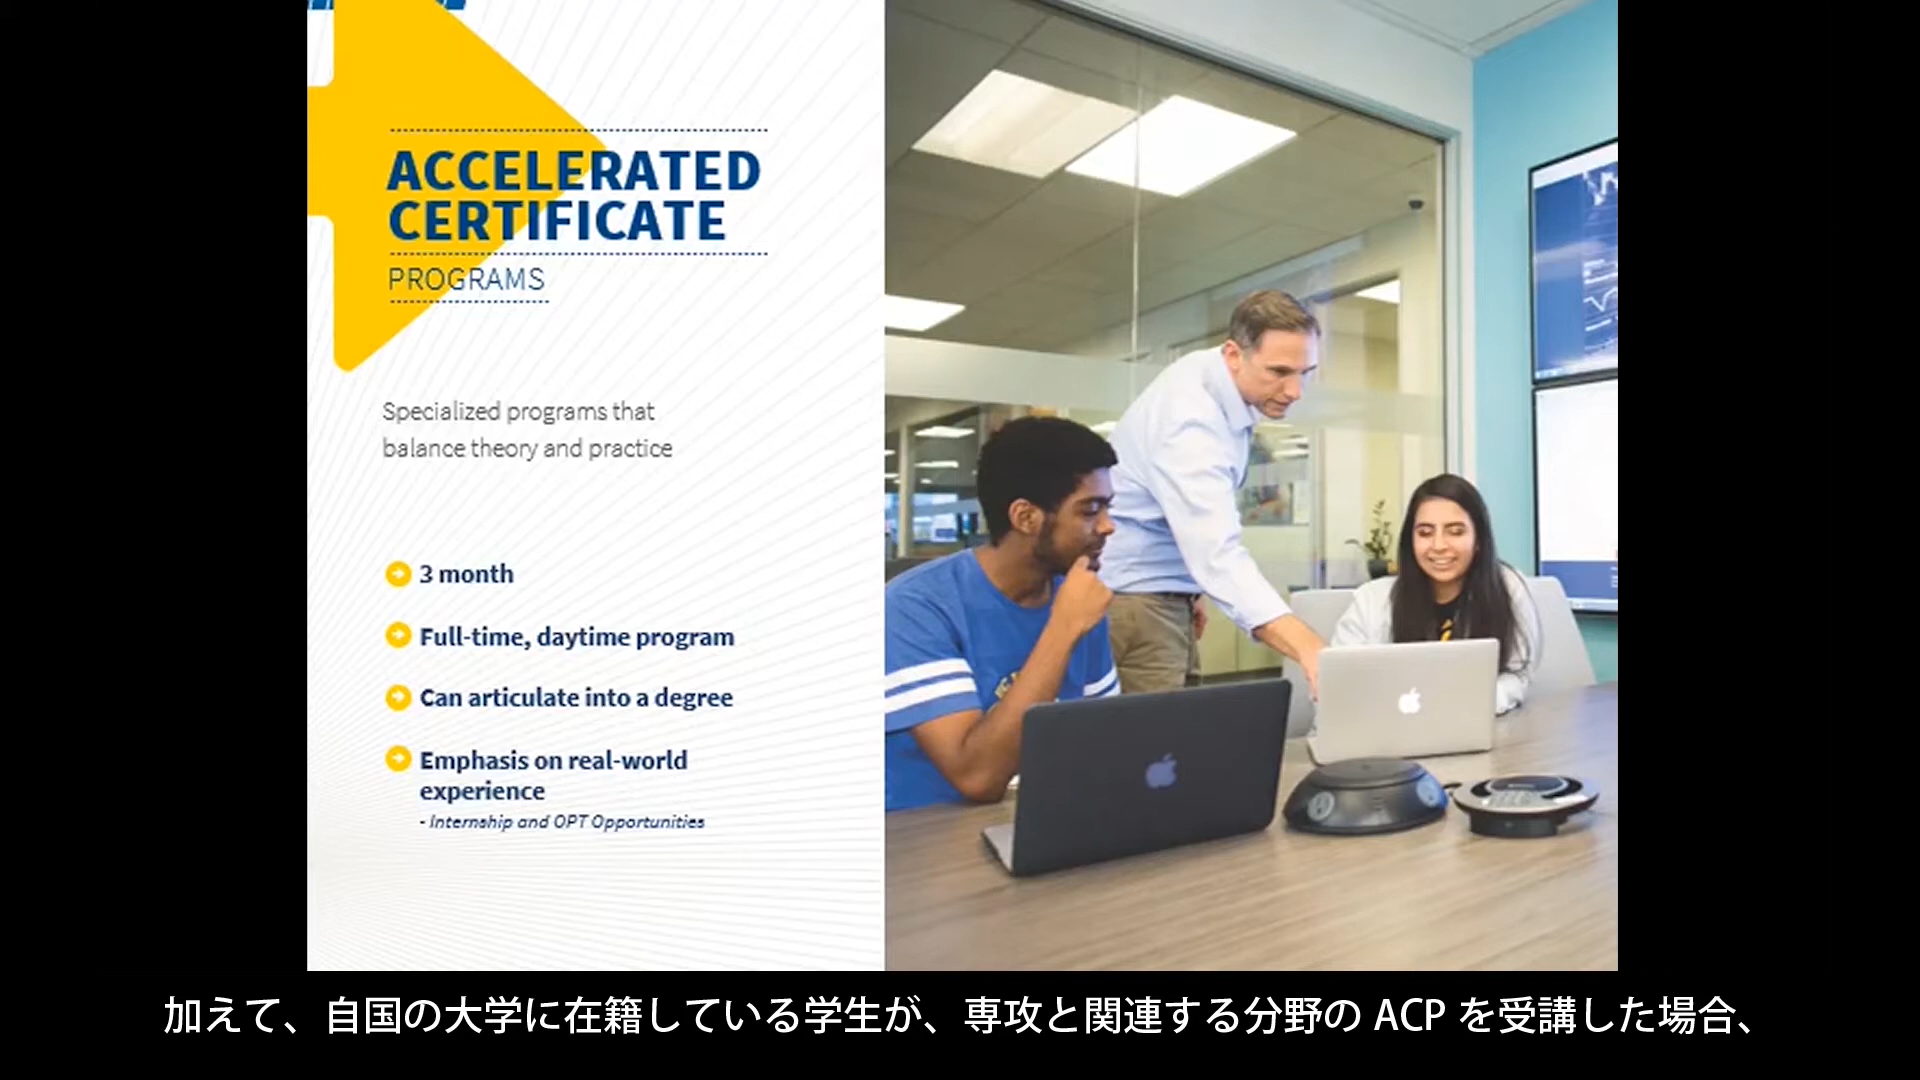 ACCELERATED
CERTIFICATE
PROGRAMS
Specialized programs that
balance theory and practice
3 month
Full-time, daytime program
Can articulate into a degree
Emphasis on real-world
experience
- Internship and OPT Opportunities
加えて、自国の大学に在籍している学生が、専攻と関連する分野の ACP を受講した場合、